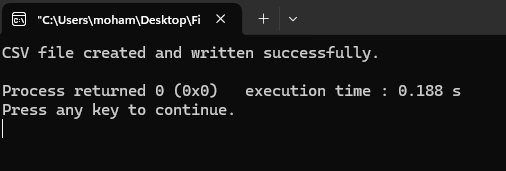 "C:\Users\moham\Desktop\Fi
CSV file created and written successfully.
Process returned 0 (0x0)   execution time : 0.188 s
Press any key to continue.